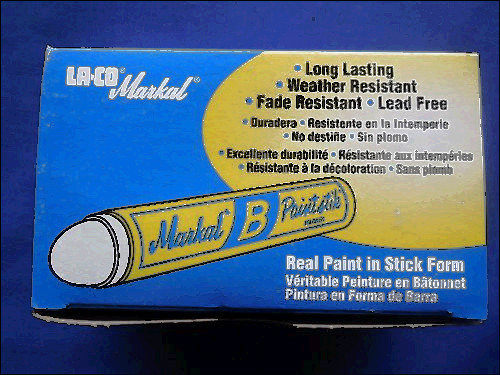 LA-CO® Markal®
• Long Lasting
• Weather Resistant
• Fade Resistant • Lead Free
• Duradera • Resistente en la Intemperie
• No destiñe • Sin plomo
• Excellente durabilité • Résistante aux intempéries
• Résistante à la décoloration • Sans plomb
Markal B Paintstik
Real Paint in Stick Form
Véritable Peinture en Bâtonnet
Pintura en Forma de Barra